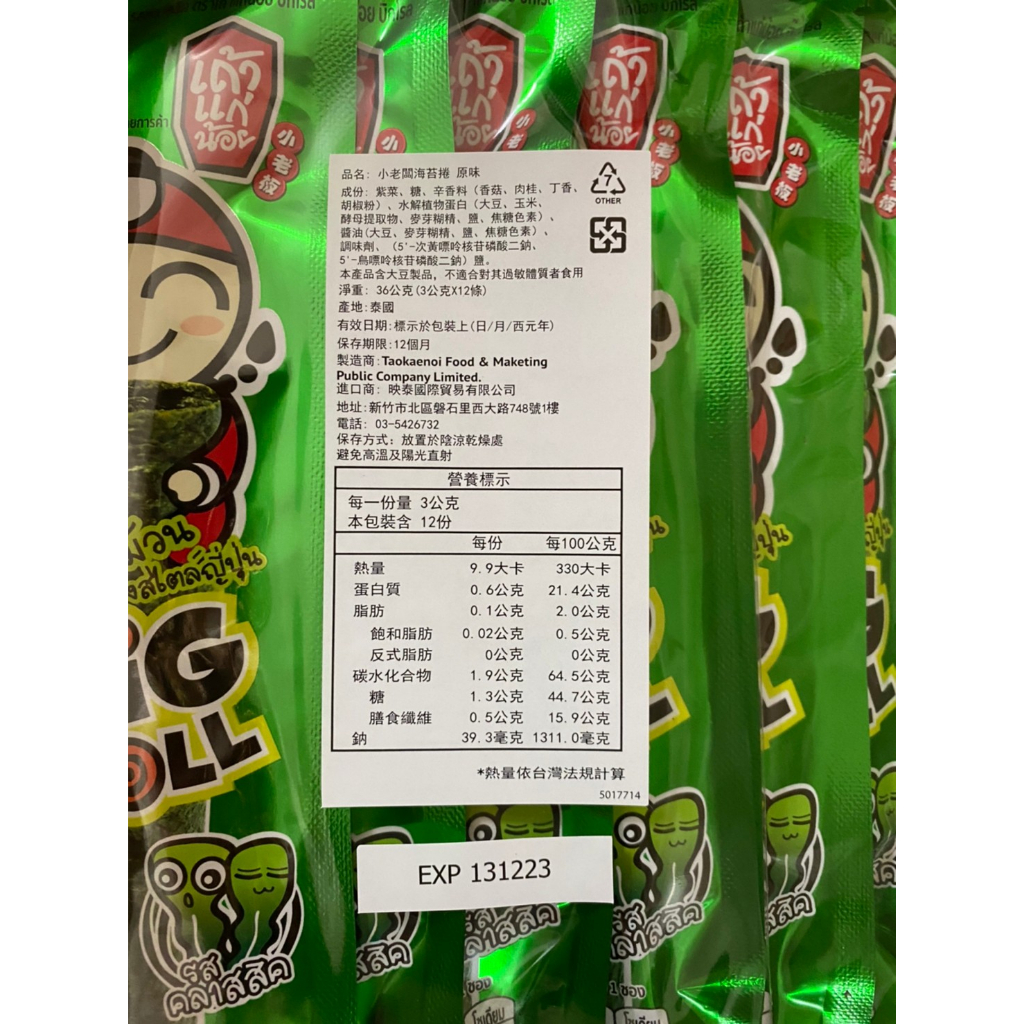 เถ้าแก่น้อย
小老板
品名: 小老闆海苔捲 原味
成份: 紫菜、糖、辛香料（香菇、肉桂、丁香、
胡椒粉）、水解植物蛋白（大豆、玉米、
酵母提取物、麥芽糊精、鹽、焦糖色素）、
醬油(大豆、麥芽糊精、鹽、焦糖色素)、
調味劑、（5'-次黃嘌呤核苷磷酸二鈉、
5'-鳥嘌呤核苷磷酸二鈉）鹽。
本產品含大豆製品，不適合對其過敏體質者食用
淨重: 36公克(3公克X12條)
產地:泰國
有效日期:標示於包裝上(日/月/西元年)
保存期限:12個月
製造商:Taokaenoi Food & Maketing
Public Company Limited.
進口商: 映泰國際貿易有限公司
地址:新竹市北區磐石里西大路748號1樓
電話: 03-5426732
保存方式: 放置於陰涼乾燥處
避免高溫及陽光直射
7
OTHER
營養標示
每一份量 3公克
本包裝含 12份
每份 每100公克
熱量 9.9大卡 330大卡
蛋白質 0.6公克 21.4公克
脂肪 0.1公克 2.0公克
飽和脂肪 0.02公克 0.5公克
反式脂肪 0公克 0公克
碳水化合物 1.9公克 64.5公克
糖 1.3公克 44.7公克
膳食纖維 0.5公克 15.9公克
鈉 39.3毫克 1311.0毫克
*熱量依台灣法規計算
5017714
EXP 131223
รสคลาสสิค
1 ซอง
โซเดียม